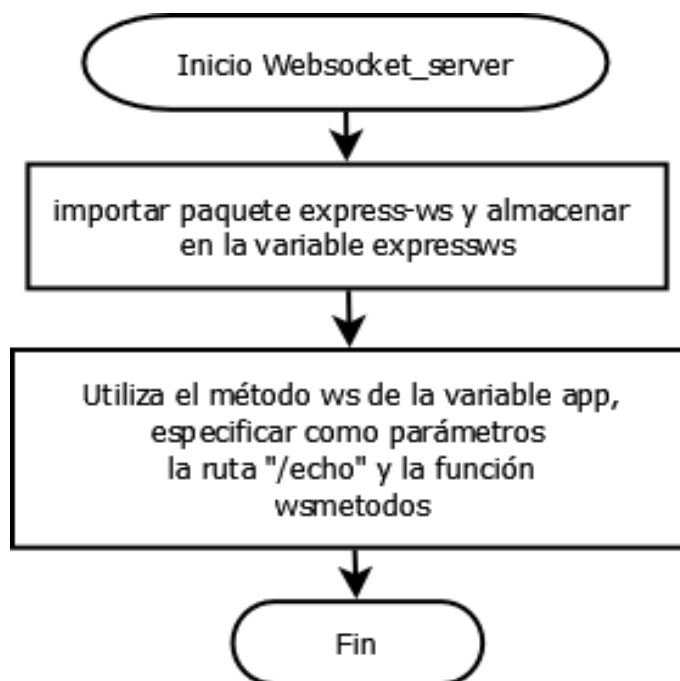 Inicio Websocket_server
importar paquete express-ws y almacenar
en la variable expressws
Utiliza el método ws de la variable app,
especificar como parámetros
la ruta "/echo" y la función
wsmetodos
Fin